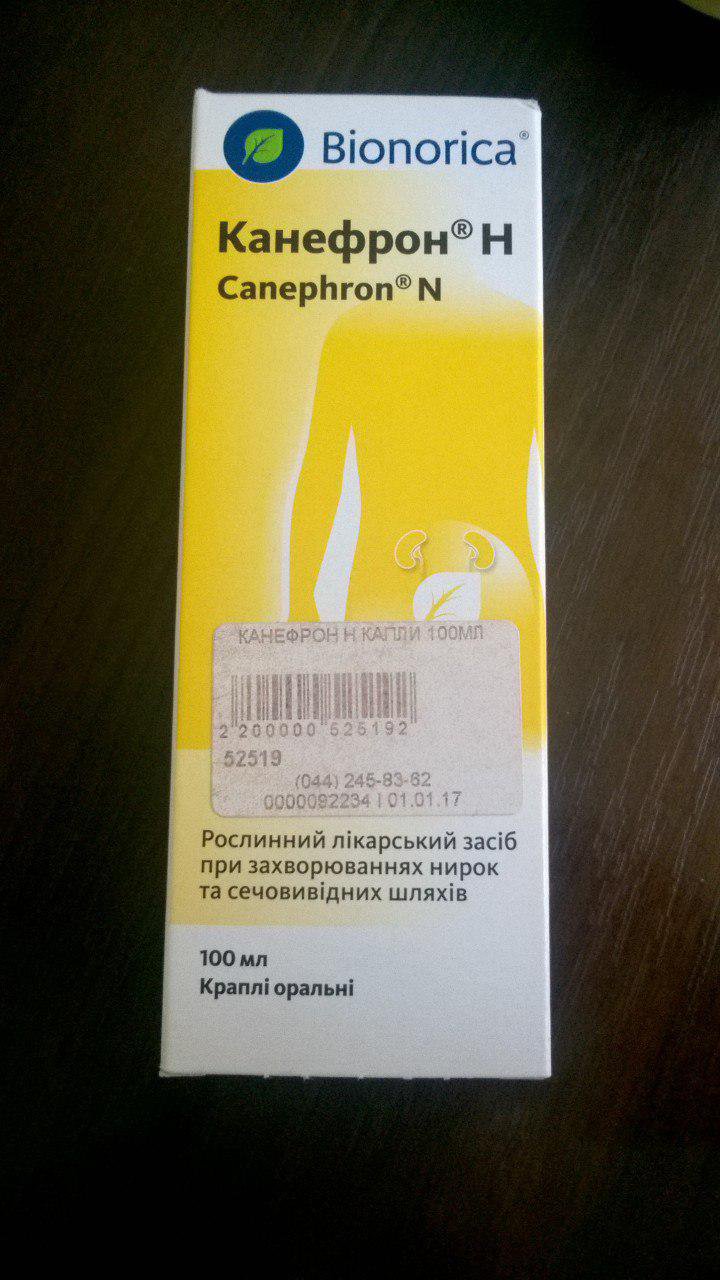 Bionorica®
Канефрон® Н
Canephron® N
КАНЕФРОН Н КАПЛИ 100МЛ
2 200000 525192
52519
(044) 245-83-62
0000092234 | 01.01.17
Рослинний лікарський засіб
при захворюваннях нирок
та сечовивідних шляхів
100 мл
Краплі оральні